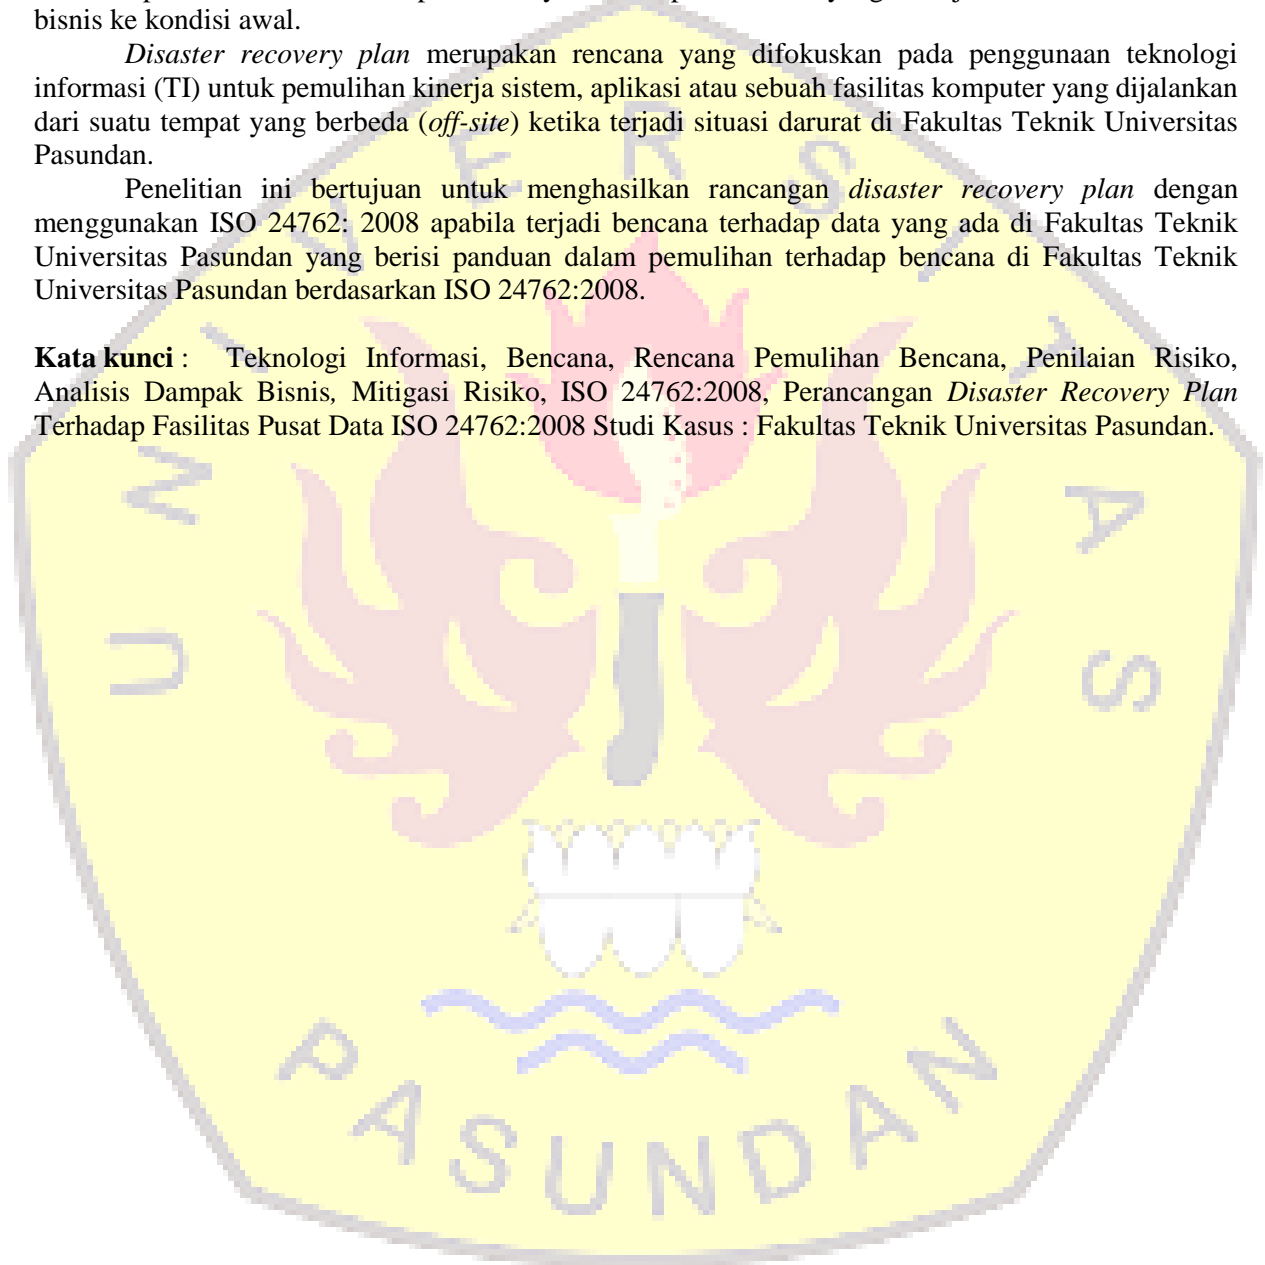 bisnis ke kondisi awal.
Disaster recovery plan merupakan rencana yang difokuskan pada penggunaan teknologi
informasi (TI) untuk pemulihan kinerja sistem, aplikasi atau sebuah fasilitas komputer yang dijalankan
dari suatu tempat yang berbeda (off-site) ketika terjadi situasi darurat di Fakultas Teknik Universitas
Pasundan.
Penelitian ini bertujuan untuk menghasilkan rancangan disaster recovery plan dengan
menggunakan ISO 24762: 2008 apabila terjadi bencana terhadap data yang ada di Fakultas Teknik
Universitas Pasundan yang berisi panduan dalam pemulihan terhadap bencana di Fakultas Teknik
Universitas Pasundan berdasarkan ISO 24762:2008.
Kata kunci : Teknologi Informasi, Bencana, Rencana Pemulihan Bencana, Penilaian Risiko,
Analisis Dampak Bisnis, Mitigasi Risiko, ISO 24762:2008, Perancangan Disaster Recovery Plan
Terhadap Fasilitas Pusat Data ISO 24762:2008 Studi Kasus : Fakultas Teknik Universitas Pasundan.
UNIVERSITAS
PASUNDAN